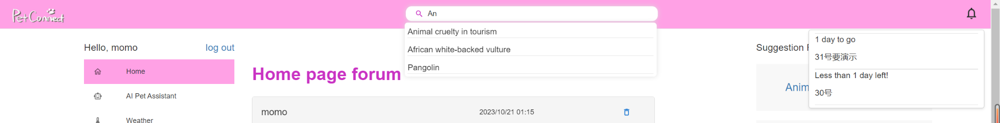 PetConnect
An
Animal cruelty in tourism
African white-backed vulture
Pangolin
Hello, momo
log out
Home
AI Pet Assistant
Weather
Home page forum
momo
2023/10/21 01:15
Suggestion
Anim
1 day to go
31号要演示
Less than 1 day left!
30号